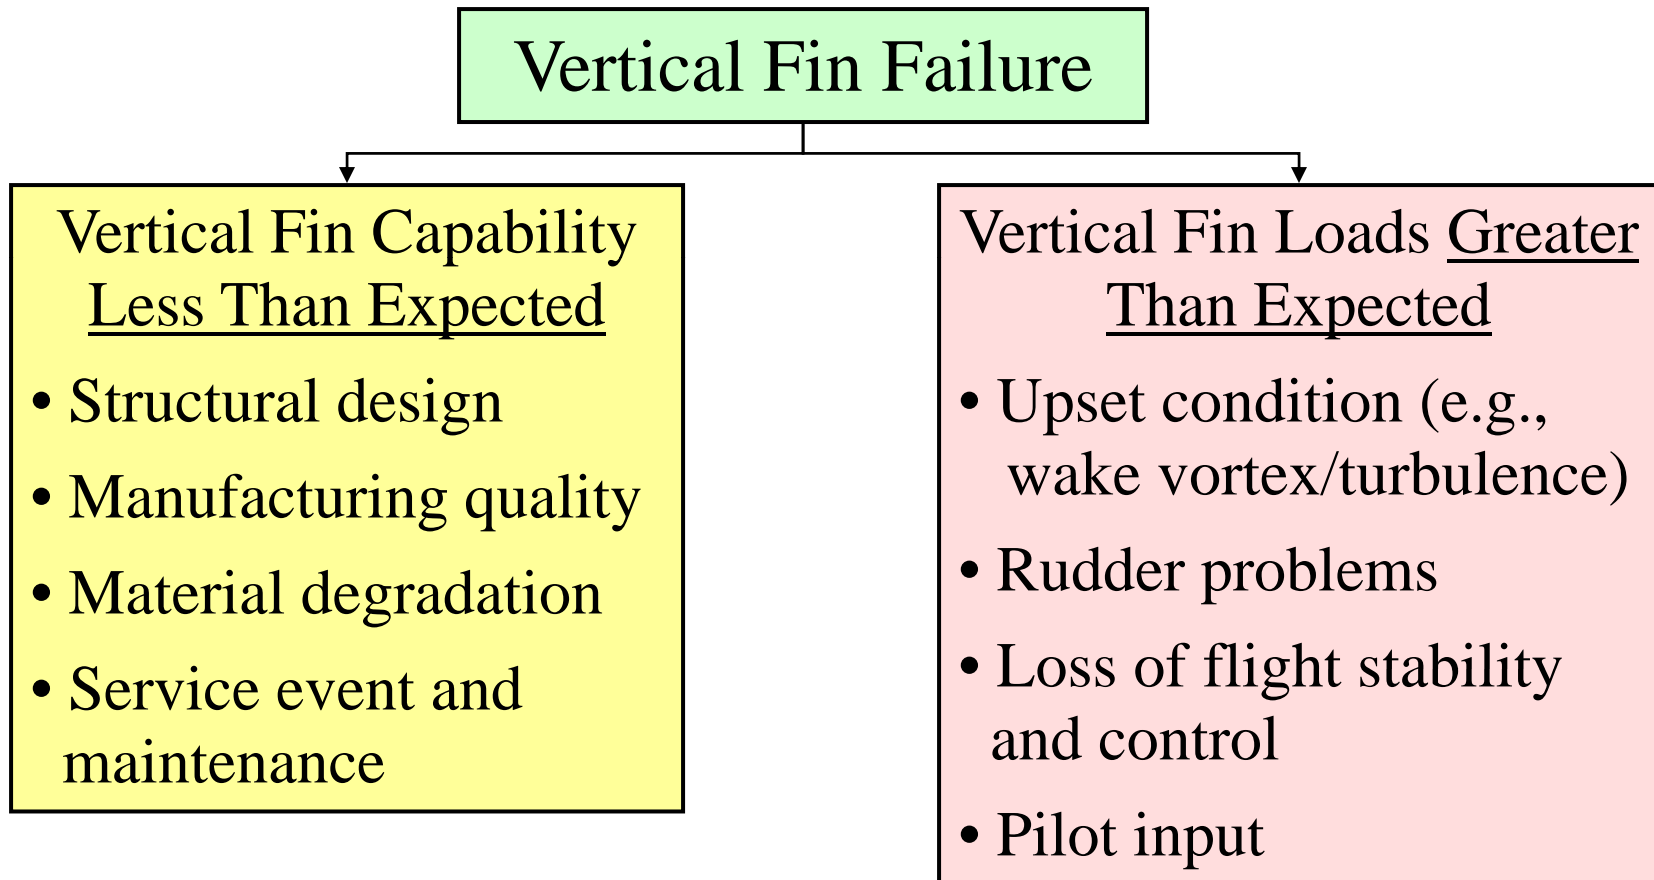 Vertical Fin Failure
Vertical Fin Capability
Less Than Expected
• Structural design
• Manufacturing quality
• Material degradation
• Service event and
maintenance
Vertical Fin Loads Greater
Than Expected
• Upset condition (e.g.,
wake vortex/turbulence)
• Rudder problems
• Loss of flight stability
and control
• Pilot input